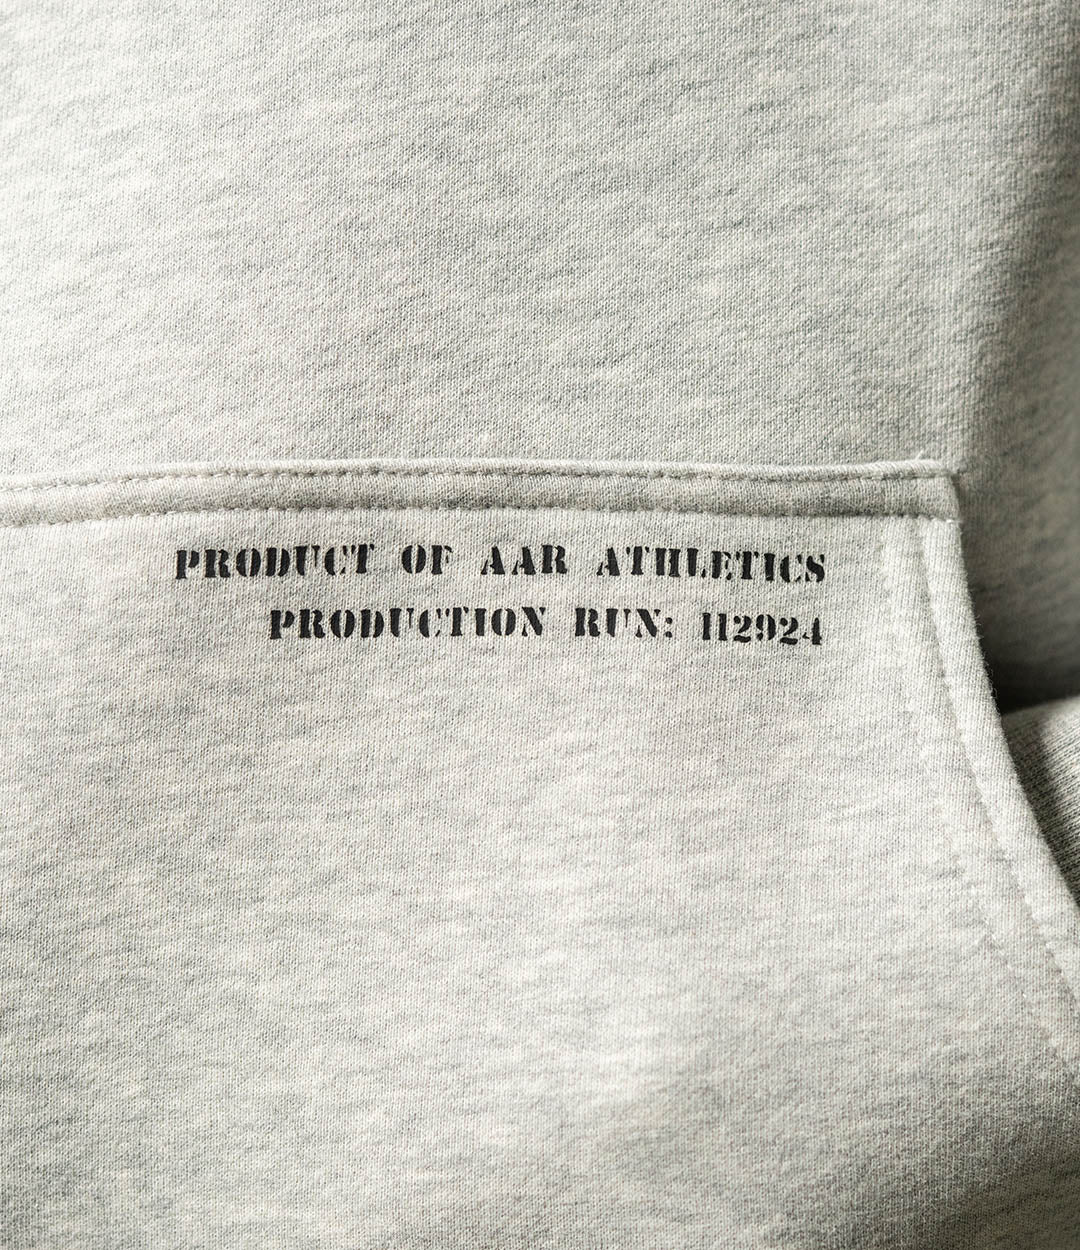 PRODUCT OF AAR ATHLETICS
PRODUCTION RUN: 112924